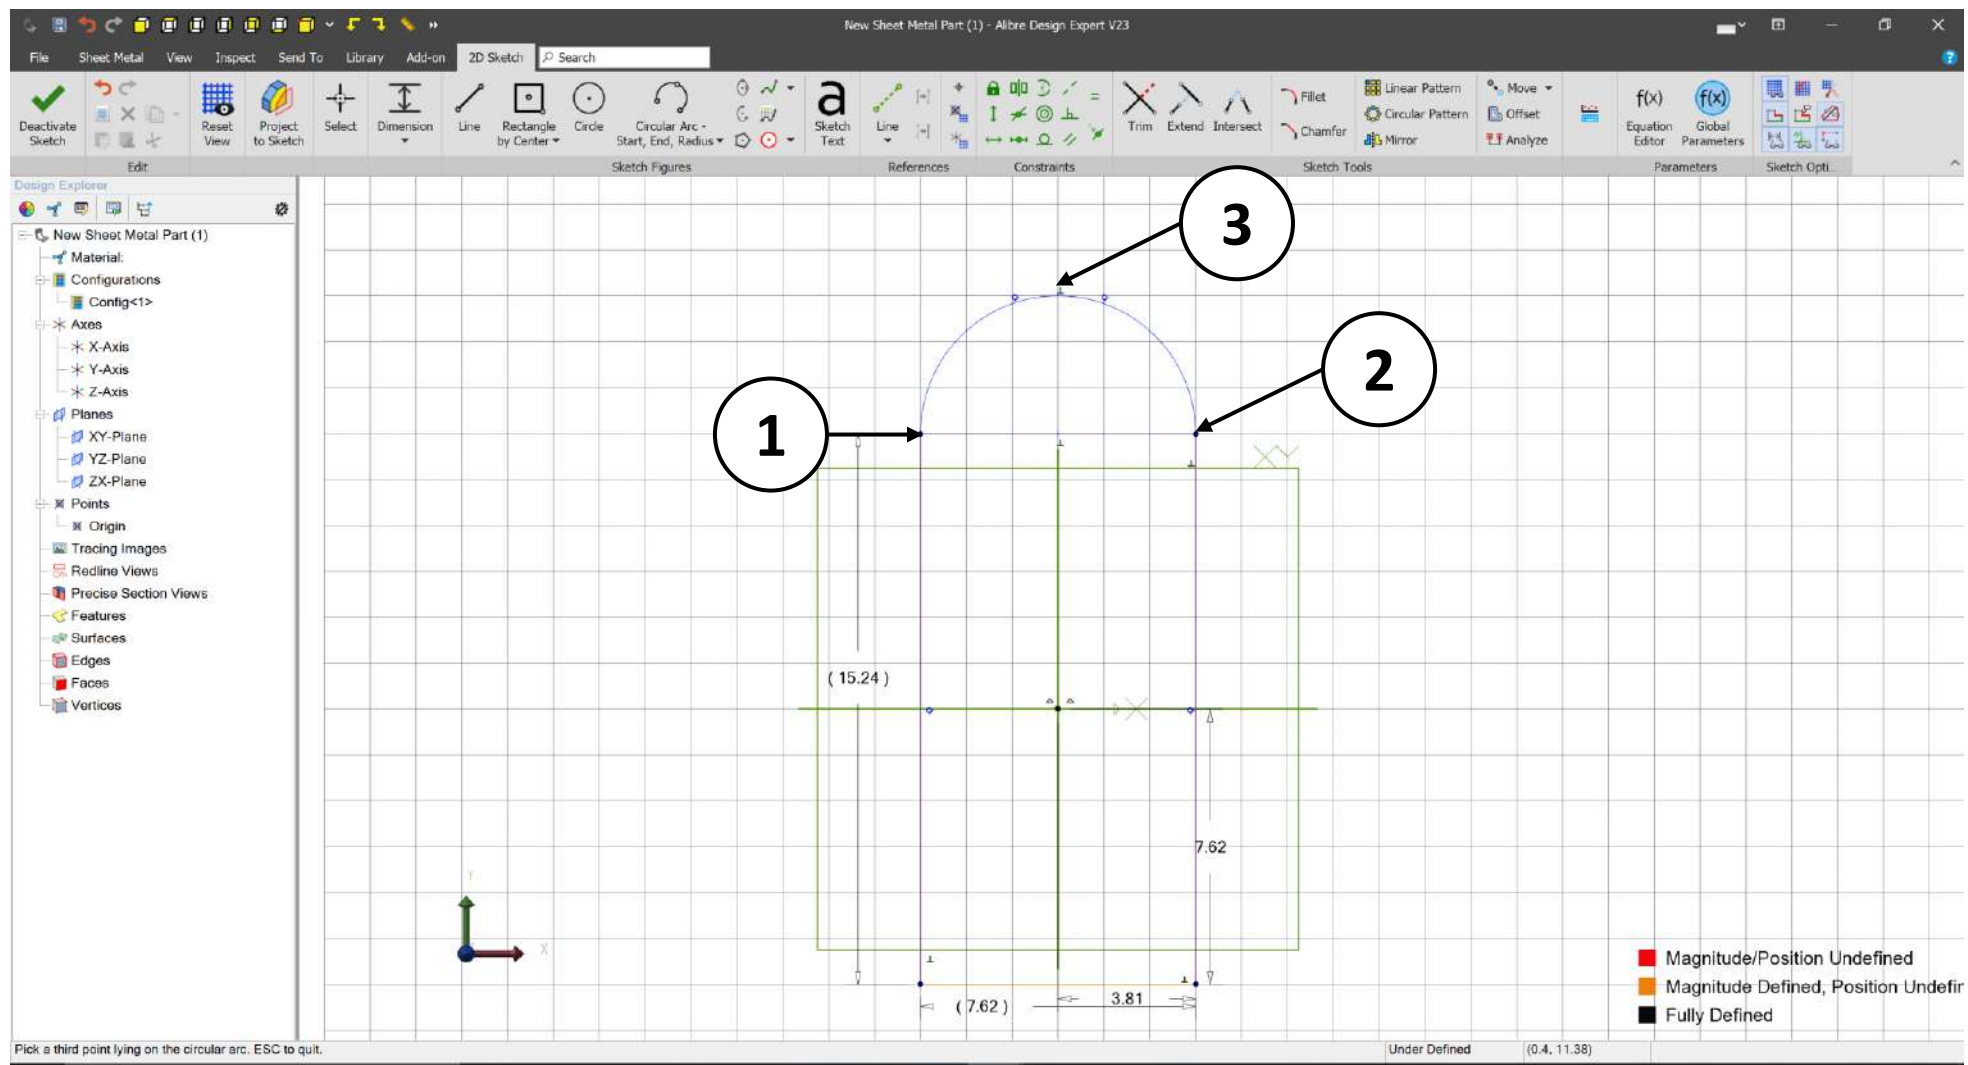 New Sheet Metal Part (1) - Alibre Design Expert V23
File Sheet Metal View Inspect Send To Library Add-on 2D Sketch Search
Deactivate Sketch
Reset View
Project to Sketch
Select
Dimension
Line
Rectangle by Center
Circle
Circular Arc - Start, End, Radius
a
Sketch Text
Line
Trim
Extend
Intersect
Fillet
Chamfer
Linear Pattern
Circular Pattern
Mirror
Move
Offset
Analyze
f(x)
Equation Editor
f(x)
Global Parameters
Edit Sketch Figures References Constraints Sketch Tools Parameters Sketch Opti...
Design Explorer
New Sheet Metal Part (1)
Material:
Configurations
Config<1>
Axes
X-Axis
Y-Axis
Z-Axis
Planes
XY-Plane
YZ-Plane
ZX-Plane
Points
Origin
Tracing Images
Redline Views
Precise Section Views
Features
Surfaces
Edges
Faces
Vertices
3
2
1
XY
( 15.24 )
X
7.62
Y
X
( 7.62 )
3.81
Magnitude/Position Undefined
Magnitude Defined, Position Undefin
Fully Defined
Pick a third point lying on the circular arc. ESC to quit.
Under Defined
(0.4, 11.38)